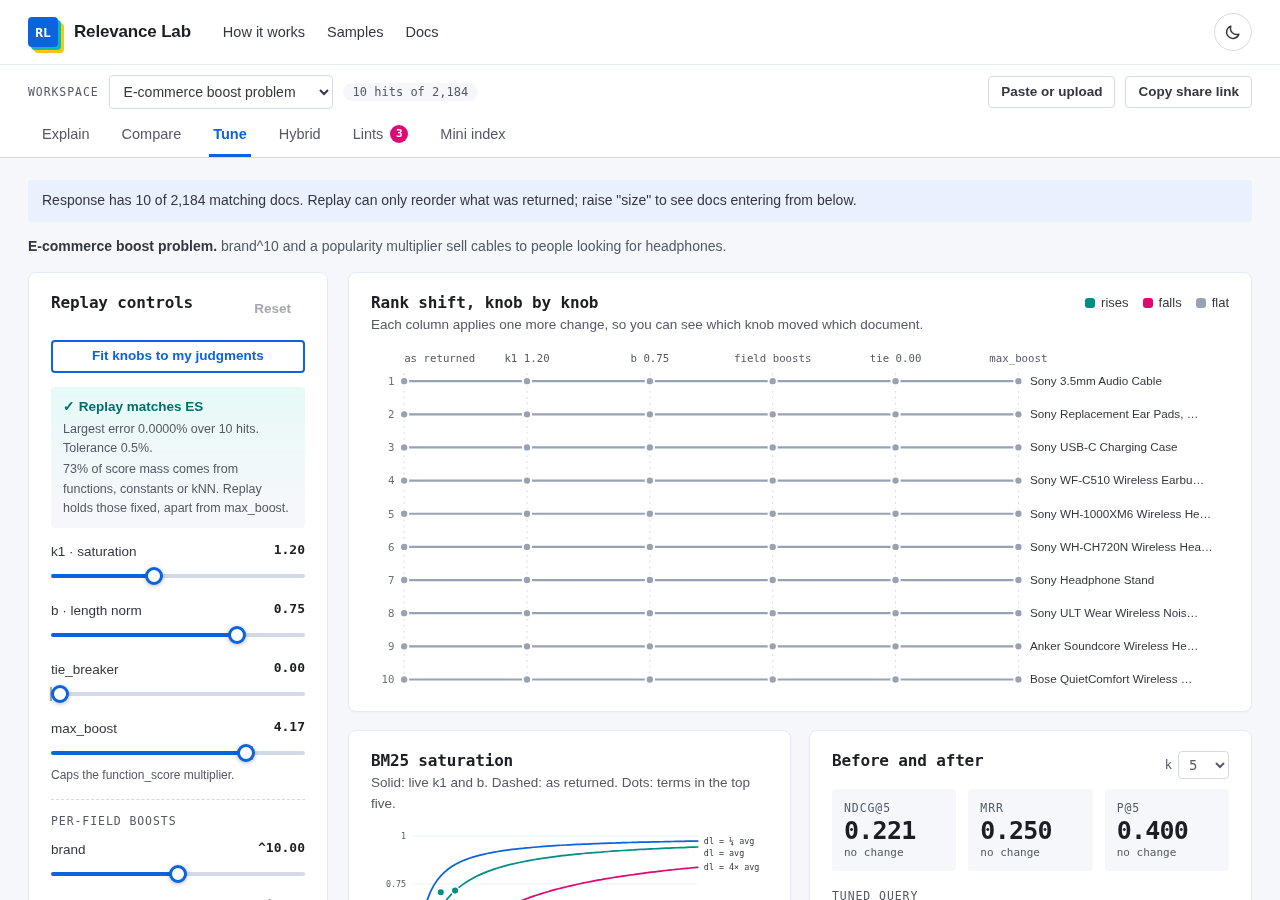 RL
Relevance Lab
How it works
Samples
Docs
WORKSPACE
E-commerce boost problem
10 hits of 2,184
Paste or upload
Copy share link
Explain
Compare
Tune
Hybrid
Lints 3
Mini index
Response has 10 of 2,184 matching docs. Replay can only reorder what was returned; raise "size" to see docs entering from below.
E-commerce boost problem. brand^10 and a popularity multiplier sell cables to people looking for headphones.
Replay controls
Reset
Fit knobs to my judgments
✓ Replay matches ES
Largest error 0.0000% over 10 hits.
Tolerance 0.5%.
73% of score mass comes from
functions, constants or kNN. Replay
holds those fixed, apart from max_boost.
k1 · saturation 1.20
b · length norm 0.75
tie_breaker 0.00
max_boost 4.17
Caps the function_score multiplier.
PER-FIELD BOOSTS
brand ^10.00
Rank shift, knob by knob
rises falls flat
Each column applies one more change, so you can see which knob moved which document.
as returned k1 1.20 b 0.75 field boosts tie 0.00 max_boost
1 Sony 3.5mm Audio Cable
2 Sony Replacement Ear Pads, …
3 Sony USB-C Charging Case
4 Sony WF-C510 Wireless Earbu…
5 Sony WH-1000XM6 Wireless He…
6 Sony WH-CH720N Wireless Hea…
7 Sony Headphone Stand
8 Sony ULT Wear Wireless Nois…
9 Anker Soundcore Wireless He…
10 Bose QuietComfort Wireless …
BM25 saturation
Solid: live k1 and b. Dashed: as returned. Dots: terms in the top
five.
1
0.75
dl = ¼ avg
dl = avg
dl = 4× avg
Before and after
k 5
NDCG@5
0.221
no change
MRR
0.250
no change
P@5
0.400
no change
TUNED QUERY